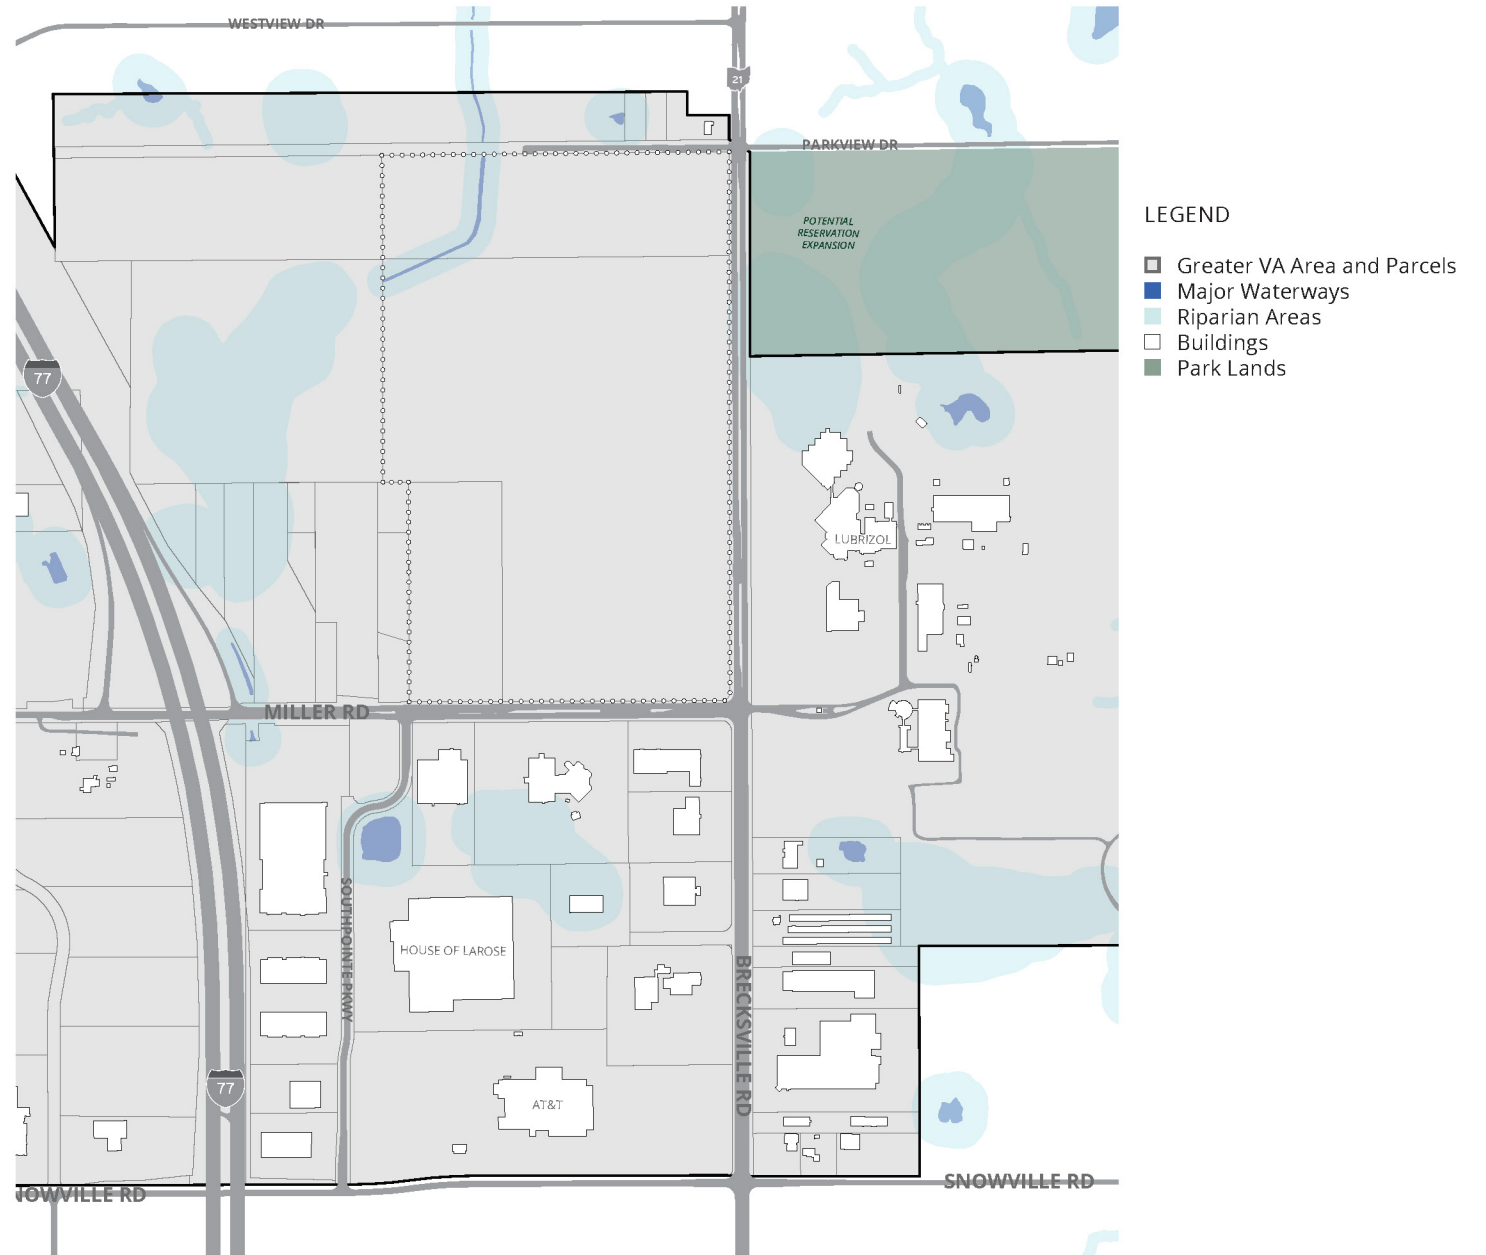 WESTVIEW DR
21
PARKVIEW DR
POTENTIAL
RESERVATION
EXPANSION
LEGEND
Greater VA Area and Parcels
Major Waterways
Riparian Areas
Buildings
Park Lands
77
LUBRIZOL
MILLER RD
SOUTHPOINTE PKWY
HOUSE OF LAROSE
BRECKSVILLE RD
77
AT&T
SNOWVILLE RD
NOWVILLE RD